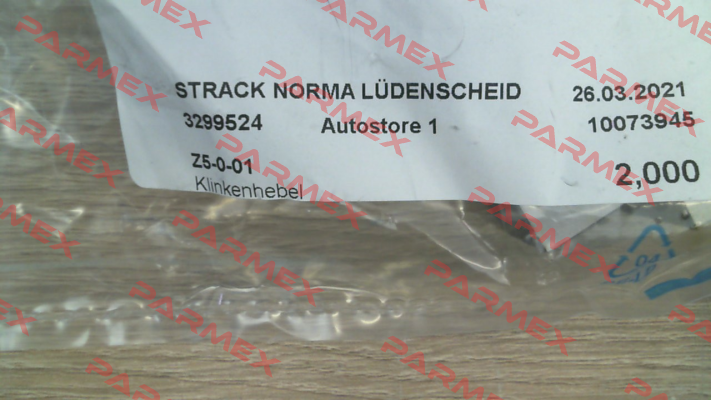 STRACK NORMA LÜDENSCHEID 26.03.2021
3299524 Autostore 1 10073945
Z5-0-01 2,000
Klinkenhebel
PARMEX